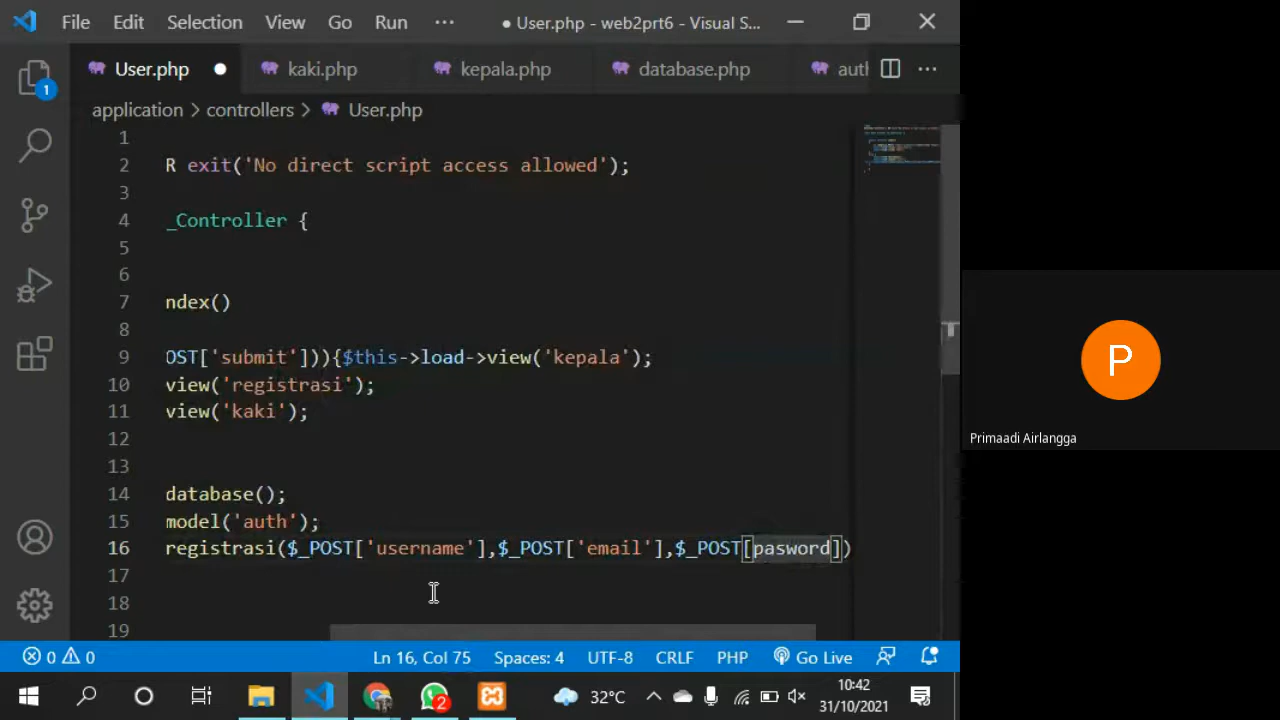 File Edit Selection View Go Run ··· ● User.php - web2prt6 - Visual S...
User.php ● kaki.php kepala.php database.php auth ···
1
application > controllers > User.php
1
2 R exit('No direct script access allowed');
3
4 _Controller {
5
6
7 ndex()
8
9 OST['submit'])){$this->load->view('kepala');
10 view('registrasi');
11 view('kaki');
12
13
14 database();
15 model('auth');
16 registrasi($_POST['username'],$_POST['email'],$_POST[pasword])
17
18
19
P
Primaadi Airlangga
0 0 Ln 16, Col 75 Spaces: 4 UTF-8 CRLF PHP Go Live
2 32°C 10:42
31/10/2021